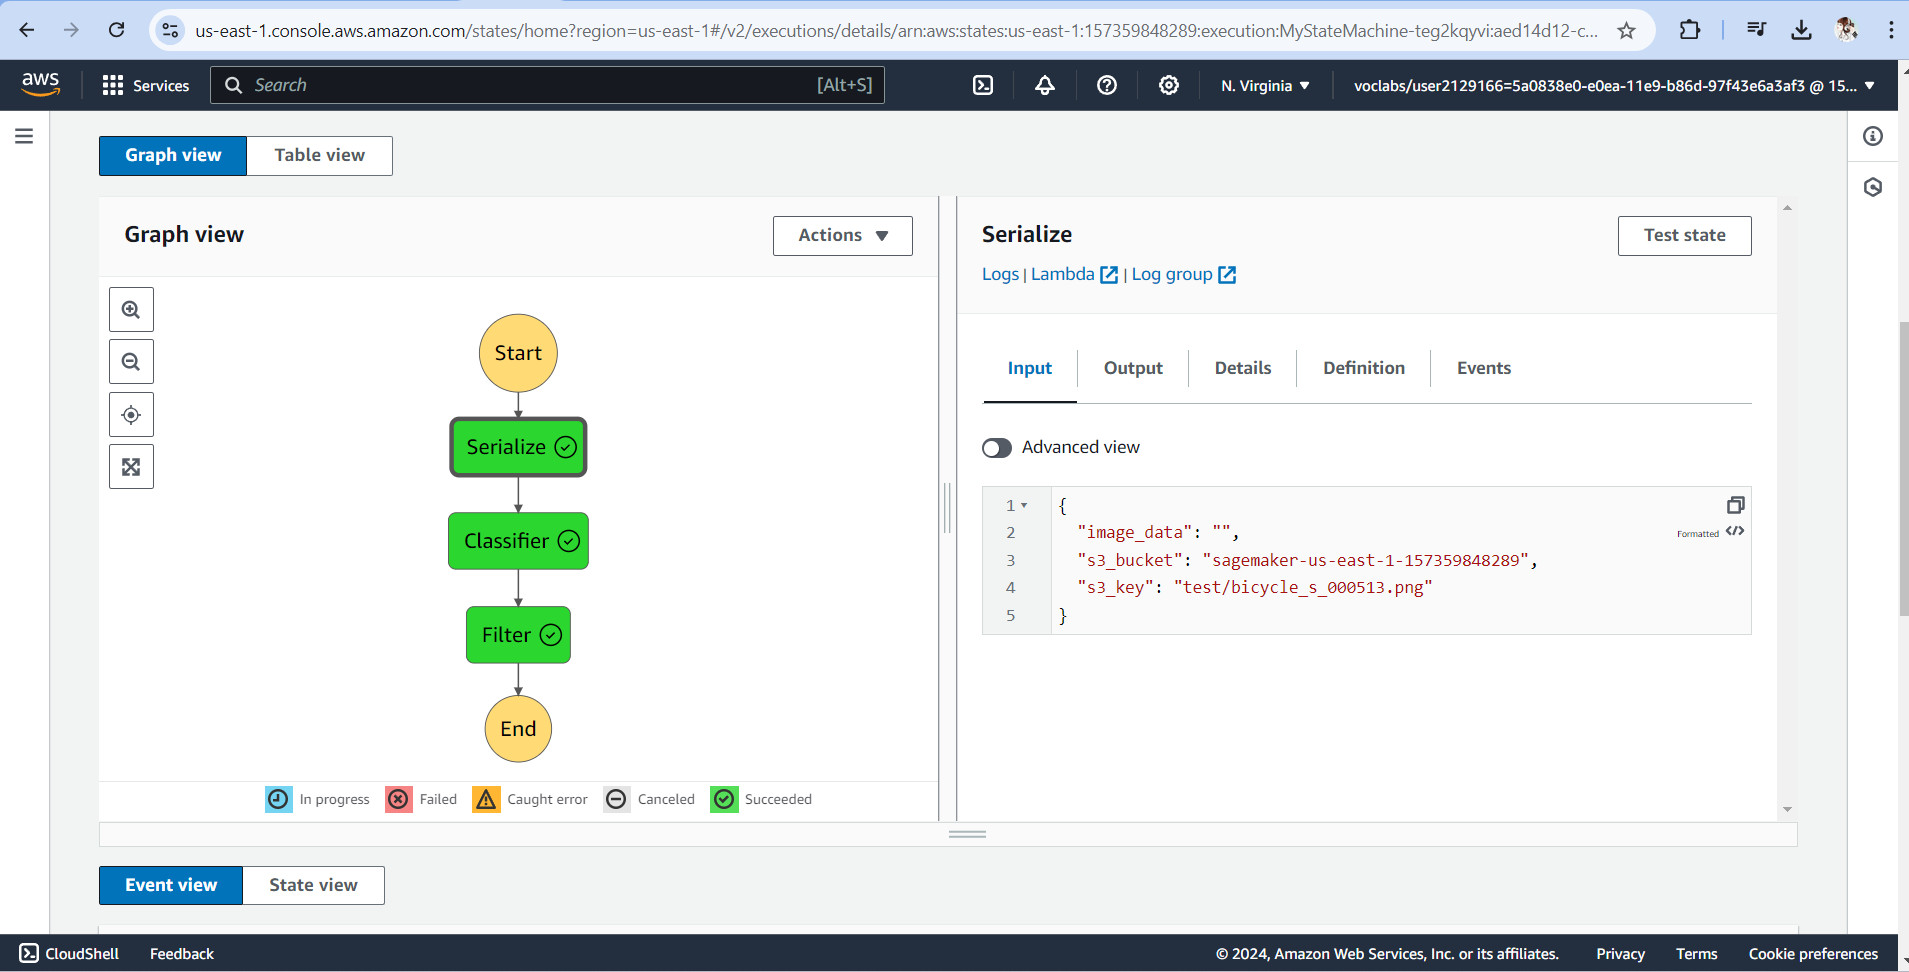 us-east-1.console.aws.amazon.com/states/home?region=us-east-1#/v2/executions/details/arn:aws:states:us-east-1:157359848289:execution:MyStateMachine-teg2kqyvi:aed14d12-c...
aws
Services
Search
[Alt+S]
N. Virginia
voclabs/user2129166=5a0838e0-e0ea-11e9-b86d-97f43e6a3af3 @ 15...
Graph view
Table view
Graph view
Actions
Start
Serialize
Classifier
Filter
End
In progress
Failed
Caught error
Canceled
Succeeded
Serialize
Test state
Logs | Lambda | Log group
Input
Output
Details
Definition
Events
Advanced view
1 {
2 "image_data": "",
Formatted
3 "s3_bucket": "sagemaker-us-east-1-157359848289",
4 "s3_key": "test/bicycle_s_000513.png"
5 }
Event view
State view
CloudShell
Feedback
© 2024, Amazon Web Services, Inc. or its affiliates.
Privacy
Terms
Cookie preferences